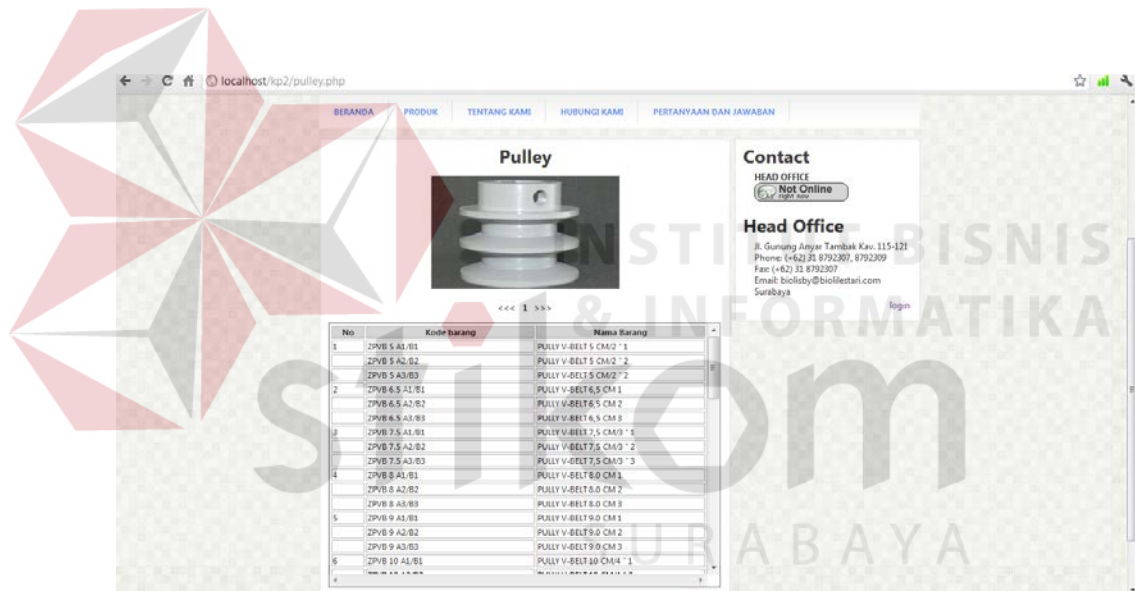 localhost/kp2/pulley.php
BERANDA PRODUK TENTANG KAMI HUBUNGI KAMI PERTANYAAN DAN JAWABAN
Pulley
<<< 1 >>>
No Kode barang Nama Barang
1 ZPVB 5 A1/B1 PULLY V-BELT 5 CM/2 " 1
ZPVB 5 A2/B2 PULLY V-BELT 5 CM/2 " 2
ZPVB 5 A3/B3 PULLY V-BELT 5 CM/2 " 2
2 ZPVB 6.5 A1/B1 PULLY V-BELT 6,5 CM 1
ZPVB 6.5 A2/B2 PULLY V-BELT 6,5 CM 2
ZPVB 6.5 A3/B3 PULLY V-BELT 6,5 CM 3
3 ZPVB 7.5 A1/B1 PULLY V-BELT 7,5 CM/3 " 1
ZPVB 7.5 A2/B2 PULLY V-BELT 7,5 CM/3 " 2
ZPVB 7.5 A3/B3 PULLY V-BELT 7,5 CM/3 " 3
4 ZPVB 8 A1/B1 PULLY V-BELT 8.0 CM 1
ZPVB 8 A2/B2 PULLY V-BELT 8.0 CM 2
ZPVB 8 A3/B3 PULLY V-BELT 8.0 CM 3
5 ZPVB 9 A1/B1 PULLY V-BELT 9.0 CM 1
ZPVB 9 A2/B2 PULLY V-BELT 9.0 CM 2
ZPVB 9 A3/B3 PULLY V-BELT 9.0 CM 3
6 ZPVB 10 A1/B1 PULLY V-BELT 10 CM/4 " 1
Contact
HEAD OFFICE
Not Online
right now
Head Office
Jl. Gunung Anyar Tambak Kav. 115-121
Phone: (+62) 31 8792307, 8792309
Fax: (+62) 31 8792307
Email: biolisby@biolilestari.com
Surabaya
login
INSTITUT BISNIS
& INFORMATIKA
stikom
SURABAYA